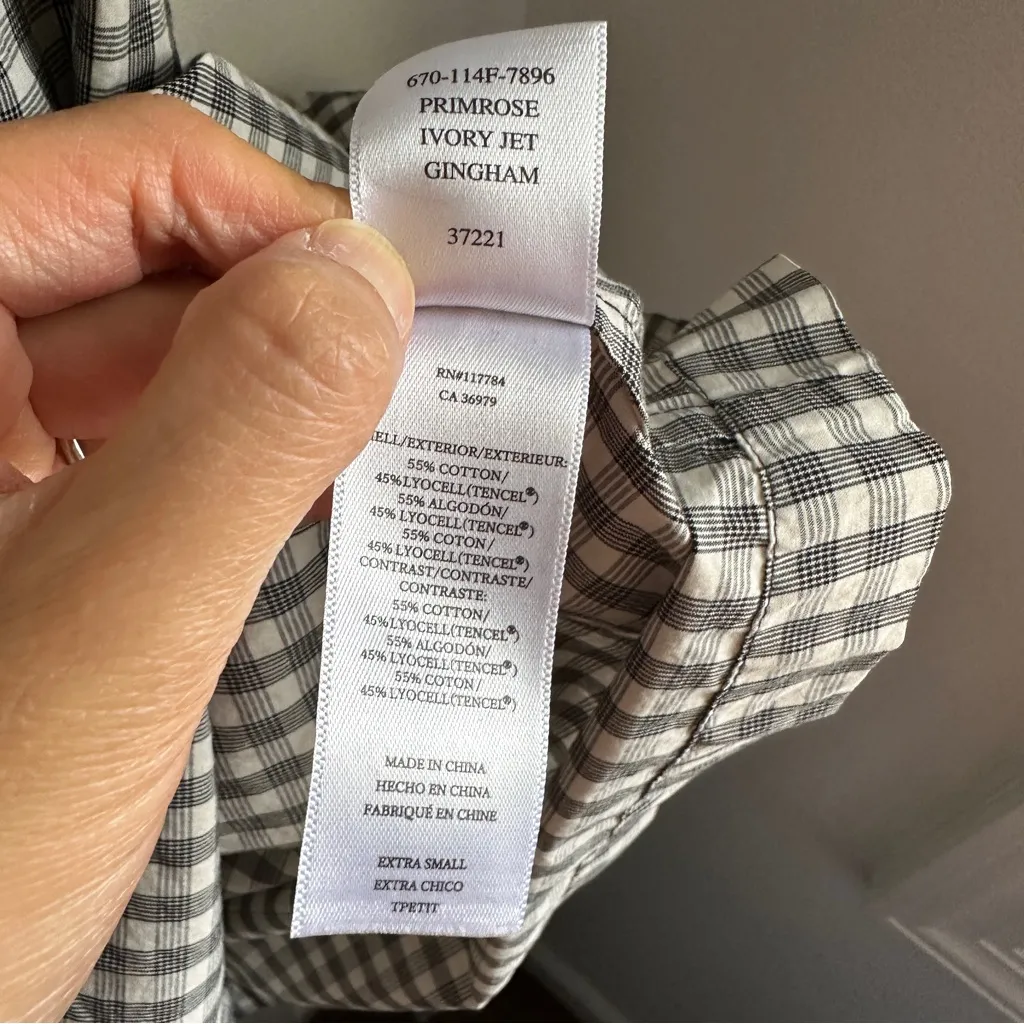 670-114F-7896
PRIMROSE
IVORY JET
GINGHAM
37221
RN#117784
CA 36979
ELL/EXTERIOR/EXTERIEUR:
55% COTTON/
45%LYOCELL(TENCEL®)
55% ALGODÓN/
45% LYOCELL(TENCEL®)
55% COTON/
45% LYOCELL(TENCEL®)
CONTRAST/CONTRASTE/
CONTRASTE:
55% COTTON/
45%LYOCELL(TENCEL®)
55% ALGODÓN/
45% LYOCELL(TENCEL®)
55% COTON/
45% LYOCELL(TENCEL®)
MADE IN CHINA
HECHO EN CHINA
FABRIQUÉ EN CHINE
EXTRA SMALL
EXTRA CHICO
TPETIT